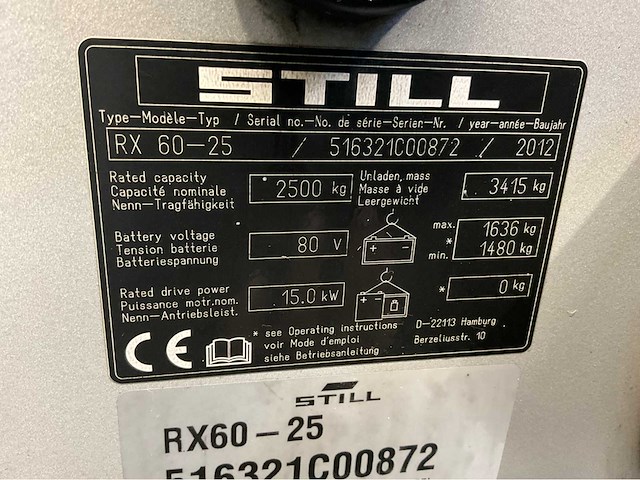 STILL
Type-Modèle-Typ / Serial no.-No. de série-Serien-Nr. / year-année-Baujahr
RX 60-25 / 516321C00872 / 2012
Rated capacity
Capacité nominale
Nenn-Tragfähigkeit
2500 kg
Unladen mass
Masse à vide
Leergewicht
3415 kg
Battery voltage
Tension batterie
Batteriespannung
80 V
max. 1636 kg
*
min. 1480 kg
Rated drive power
Puissance motr.nom.
Nenn-Antriebsleist.
15.0 kW
* 0 kg
CE
* see Operating instructions
voir Mode d'emploi
siehe Betriebsanleitung
D-22113 Hamburg
Berzeliusstr. 10
STILL
RX60-25
516321C00872